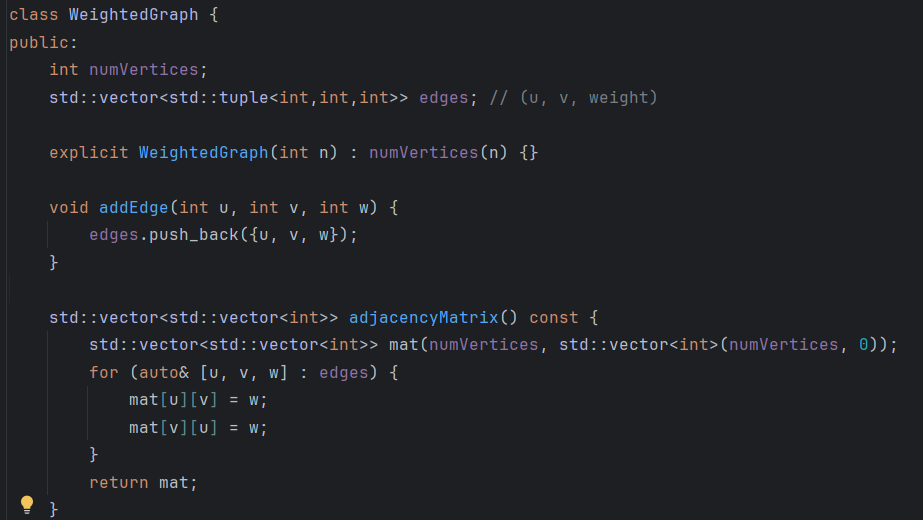 class WeightedGraph {
public:
    int numVertices;
    std::vector<std::tuple<int,int,int>> edges; // (u, v, weight)

    explicit WeightedGraph(int n) : numVertices(n) {}

    void addEdge(int u, int v, int w) {
        edges.push_back({u, v, w});
    }

    std::vector<std::vector<int>> adjacencyMatrix() const {
        std::vector<std::vector<int>> mat(numVertices, std::vector<int>(numVertices, 0));
        for (auto& [u, v, w] : edges) {
            mat[u][v] = w;
            mat[v][u] = w;
        }
        return mat;
    }